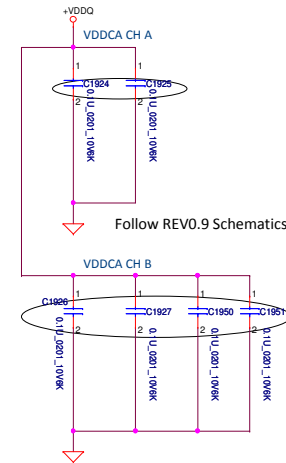 +VDDQ
VDDCA CH A
1 1
C1924 C1925
2 2
0.1U_0201_10V6K 0.1U_0201_10V6K
Follow REV0.9 Schematics
VDDCA CH B
1 1 1 1
C1926 C1927 C1950 C1951
2 2 2 2
0.1U_0201_10V6K 0.1U_0201_10V6K 0.1U_0201_10V6K 0.1U_0201_10V6K